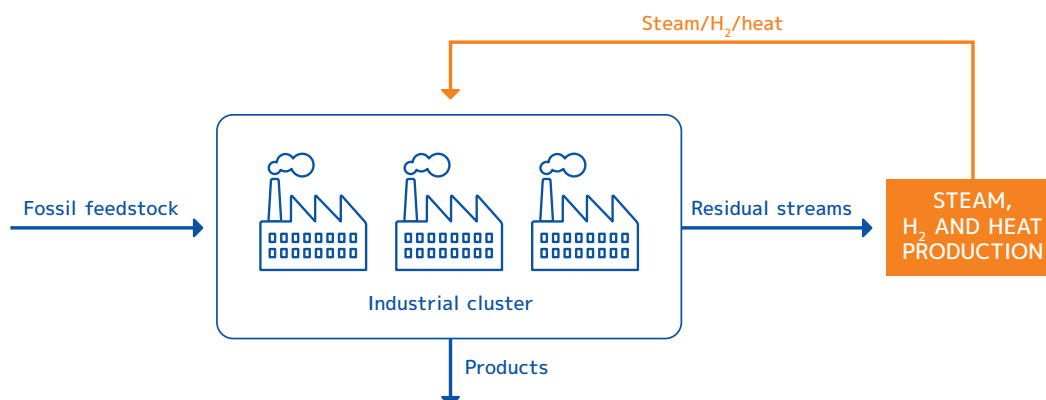 Steam/H₂/heat
Fossil feedstock
Residual streams
STEAM,
H₂ AND HEAT
PRODUCTION
Industrial cluster
Products